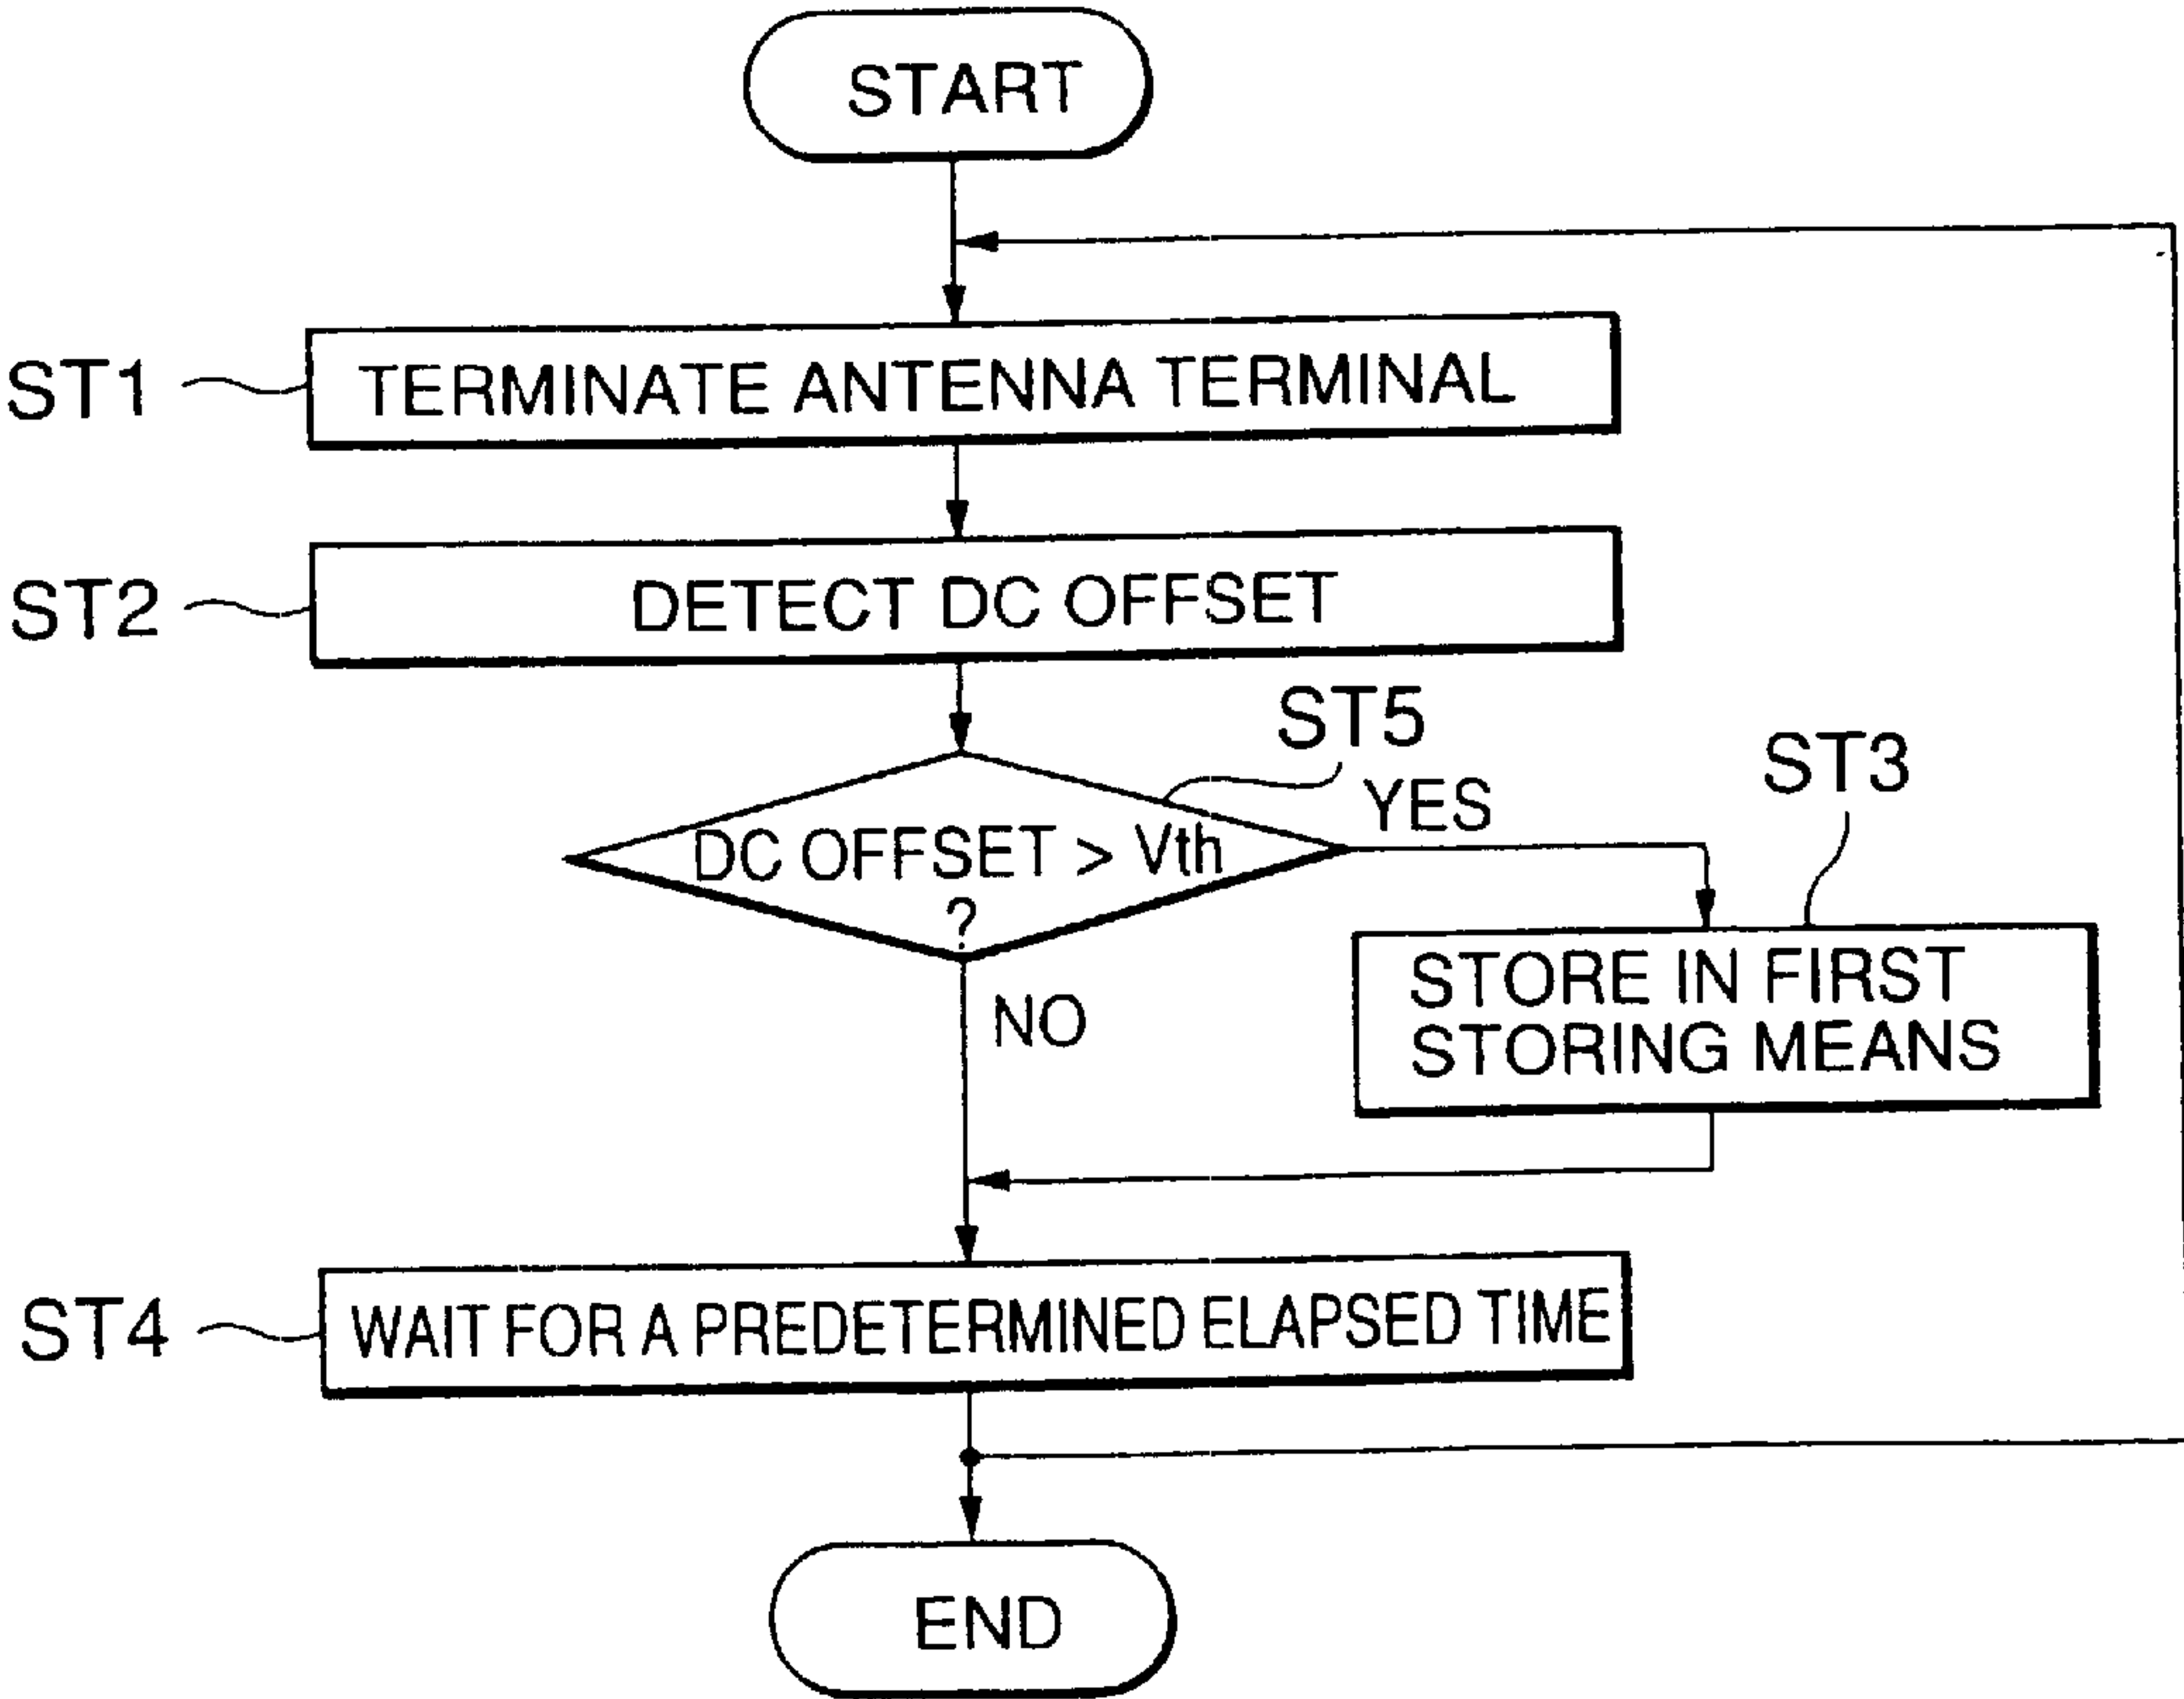 START
ST1
TERMINATE ANTENNA TERMINAL
ST2
DETECT DC OFFSET
ST5
YES
ST3
DC OFFSET > Vth
?
STORE IN FIRST
STORING MEANS
NO
ST4
WAIT FOR A PREDETERMINED ELAPSED TIME
END